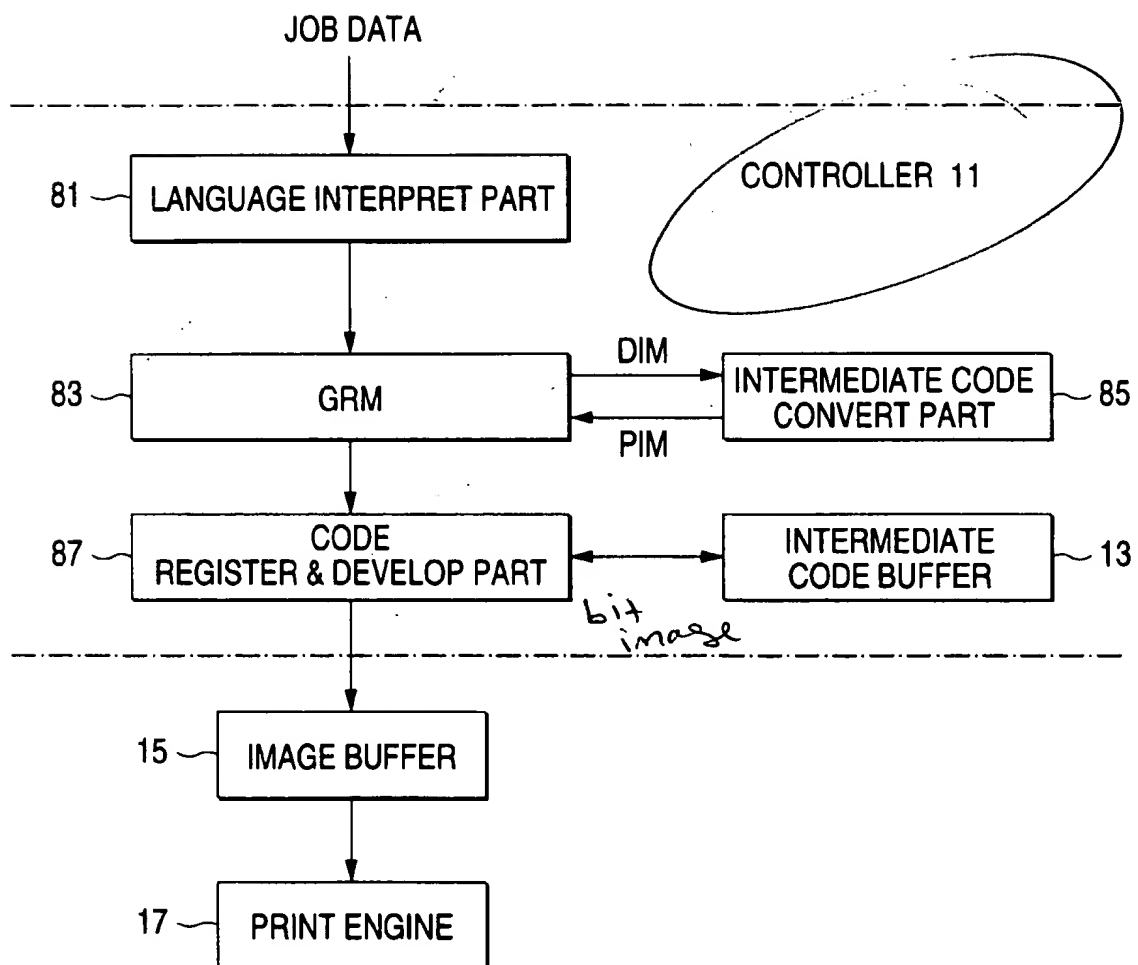 JOB DATA
CONTROLLER 11
81
LANGUAGE INTERPRET PART
83
GRM
DIM
PIM
INTERMEDIATE CODE
CONVERT PART
85
87
CODE
REGISTER & DEVELOP PART
INTERMEDIATE
CODE BUFFER
13
bit
image
15
IMAGE BUFFER
17
PRINT ENGINE